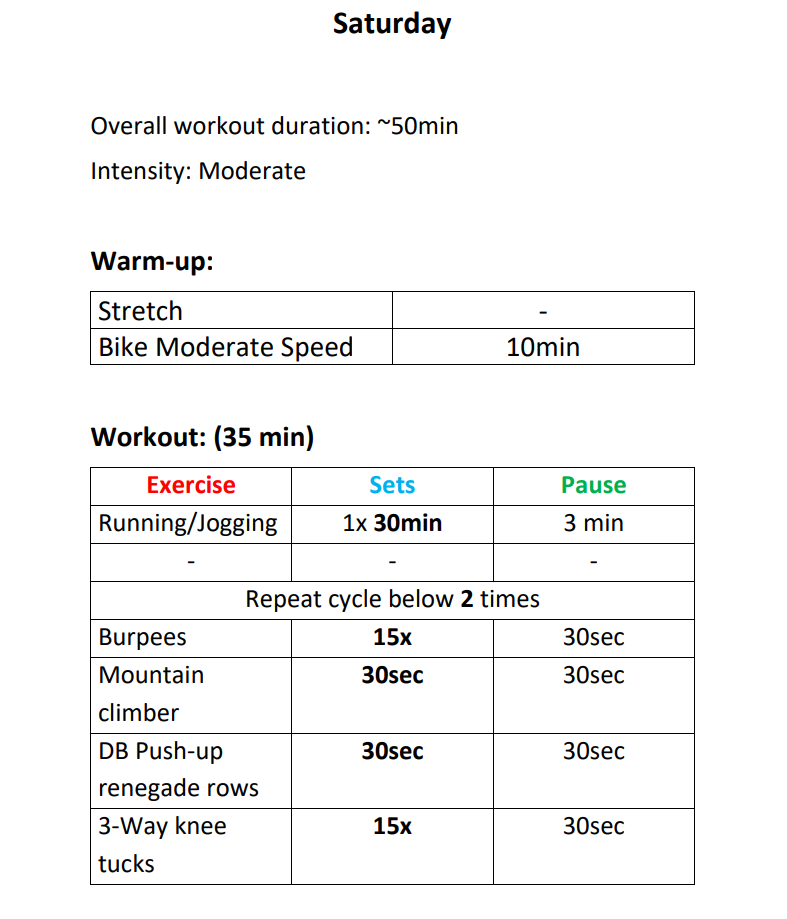 Saturday
Overall workout duration: ~50min
Intensity: Moderate
Warm-up:
Stretch -
Bike Moderate Speed 10min
Workout: (35 min)
Exercise Sets Pause
Running/Jogging 1x 30min 3 min
- - -
Repeat cycle below 2 times
Burpees 15x 30sec
Mountain 30sec 30sec
climber
DB Push-up 30sec 30sec
renegade rows
3-Way knee 15x 30sec
tucks